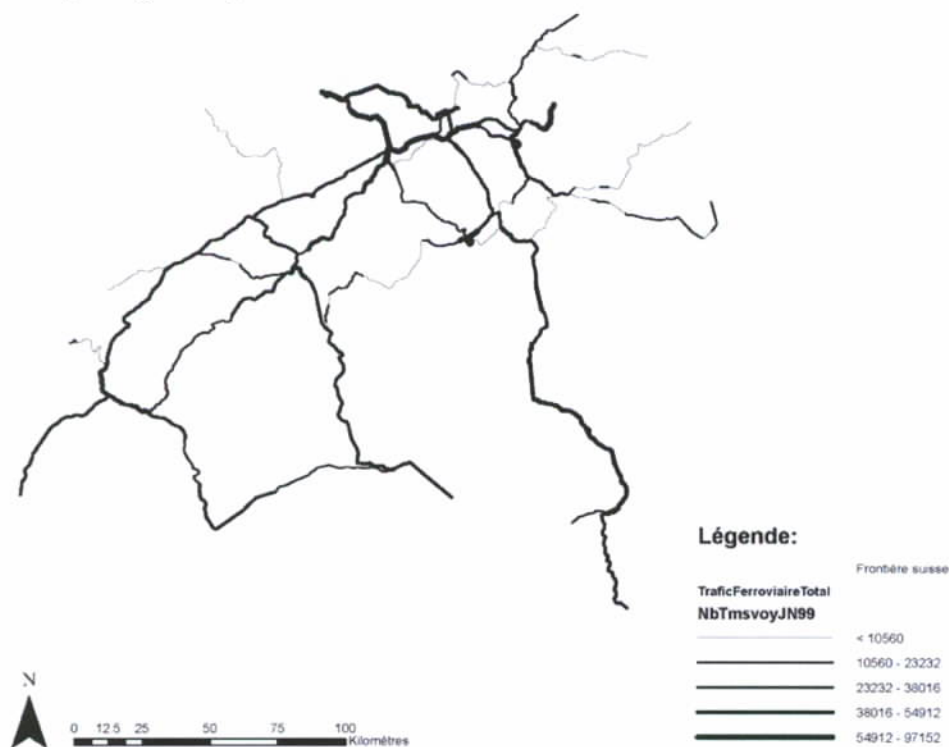 Légende:
Frontière suisse
TraficFerroviaireTotal
NbTmsvoyJN99
< 10560
10560 - 23232
23232 - 38016
38016 - 54912
54912 - 97152
N
0 12.5 25 50 75 100
Kilomètres